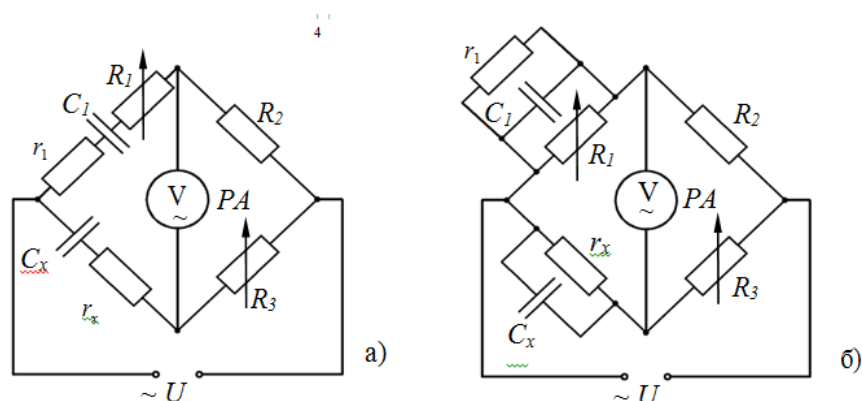 4
r₁
C₁
R₁
R₂
V
~
PA
Cₓ
rₓ
R₃
а)
~ U
r₁
C₁
R₁
R₂
V
~
PA
rₓ
Cₓ
R₃
б)
~ U